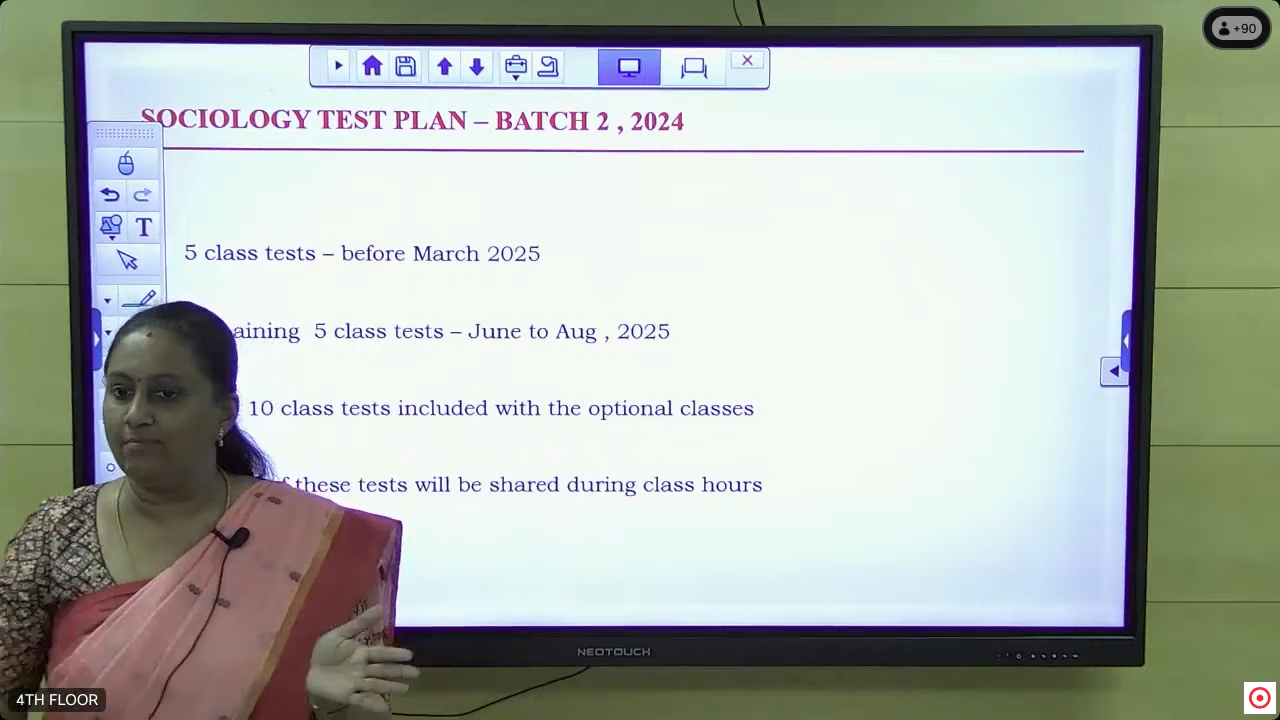 +90
SOCIOLOGY TEST PLAN – BATCH 2 , 2024
T
5 class tests – before March 2025
5 class tests – June to Aug , 2025
10 class tests included with the optional classes
these tests will be shared during class hours
NEOTOUCH
4TH FLOOR